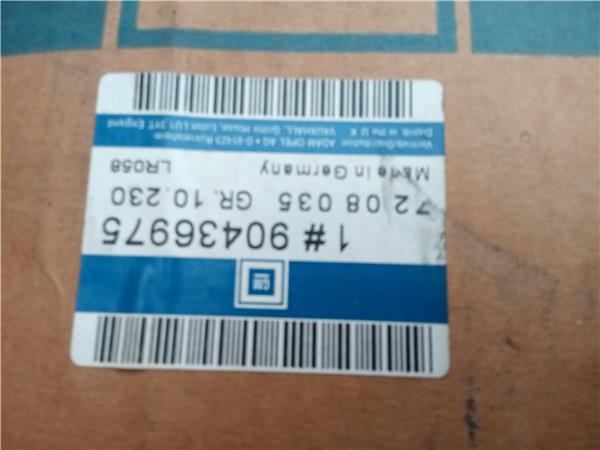 GM
1 # 90436975
72 08 035 GR. 10.230
Made in Germany LR058
Vertrieb/Distribution ADAM OPEL AG • D-65423 Rüsselsheim
Distrib. in the U.K. VAUXHALL, Griffin House, Luton LU1 3YT England